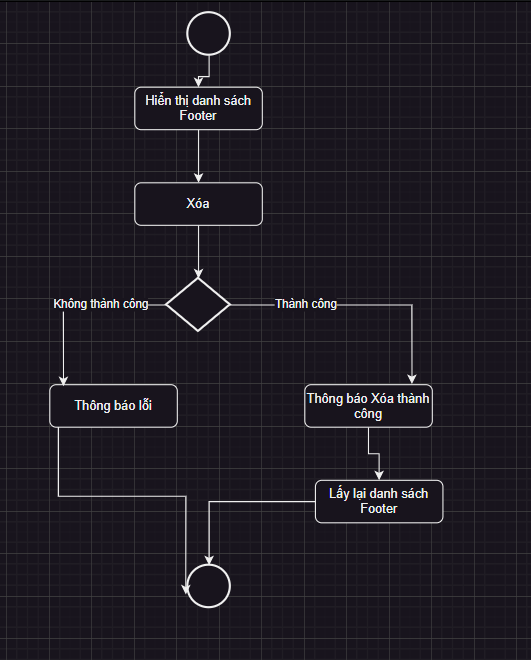 Hiển thị danh sách
Footer
Xóa
Không thành công
Thành công
Thông báo lỗi
Thông báo Xóa thành
công
Lấy lại danh sách
Footer